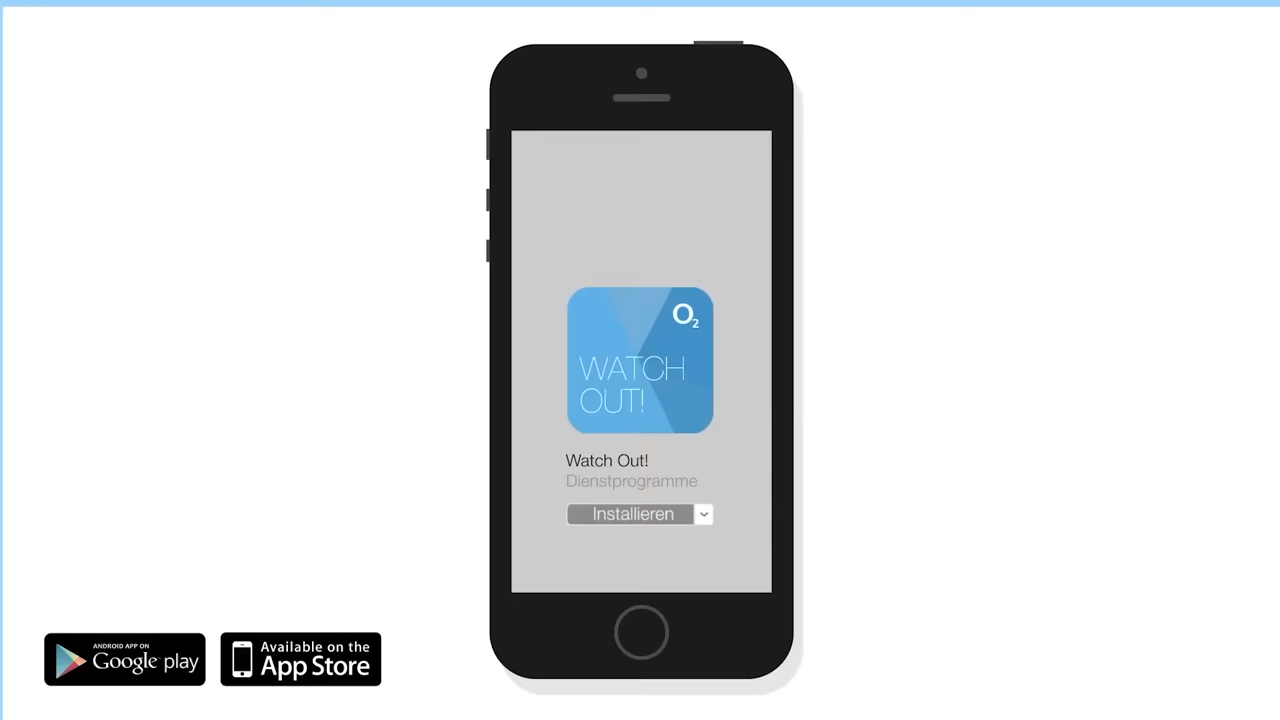 O2
WATCH
OUT!
Watch Out!
Dienstprogramme
Installieren
ANDROID APP ON
Google play
Available on the
App Store